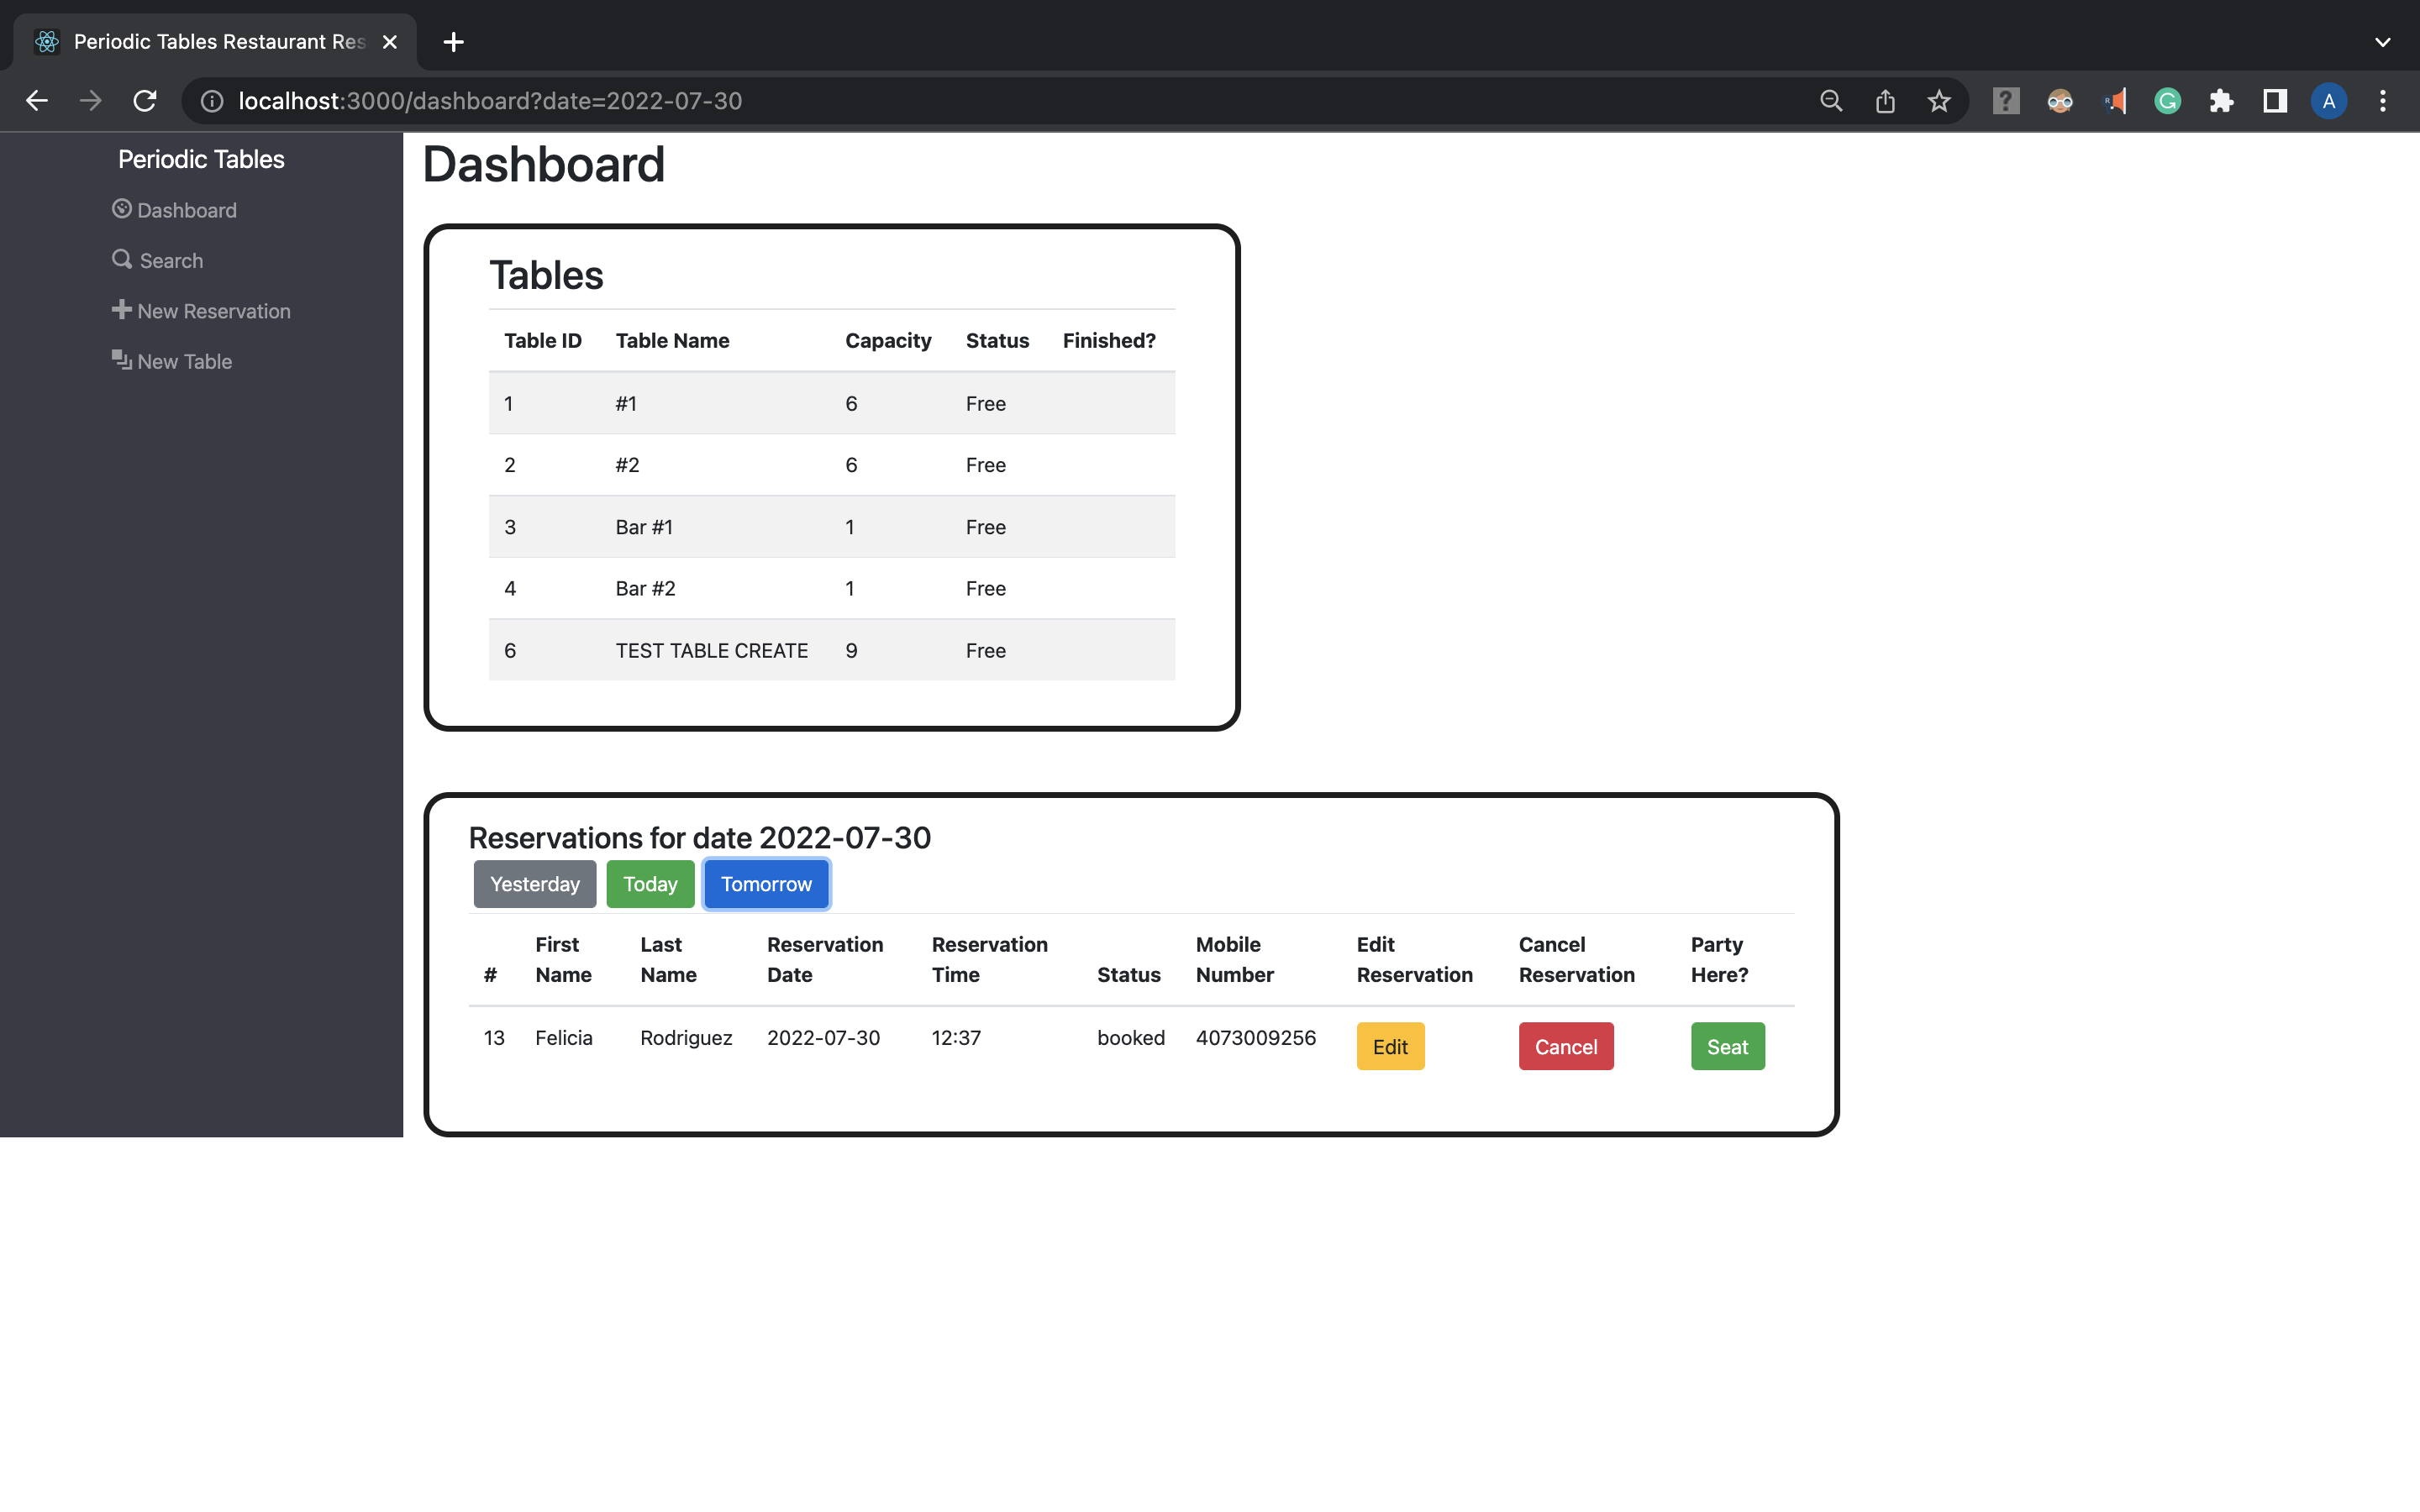 Periodic Tables Restaurant Res
localhost:3000/dashboard?date=2022-07-30
A
Periodic Tables
Dashboard
Search
New Reservation
New Table
Dashboard
Tables
Table ID Table Name Capacity Status Finished?
1 #1 6 Free
2 #2 6 Free
3 Bar #1 1 Free
4 Bar #2 1 Free
6 TEST TABLE CREATE 9 Free
Reservations for date 2022-07-30
Yesterday Today Tomorrow
# First Name Last Name Reservation Date Reservation Time Status Mobile Number Edit Reservation Cancel Reservation Party Here?
13 Felicia Rodriguez 2022-07-30 12:37 booked 4073009256 Edit Cancel Seat